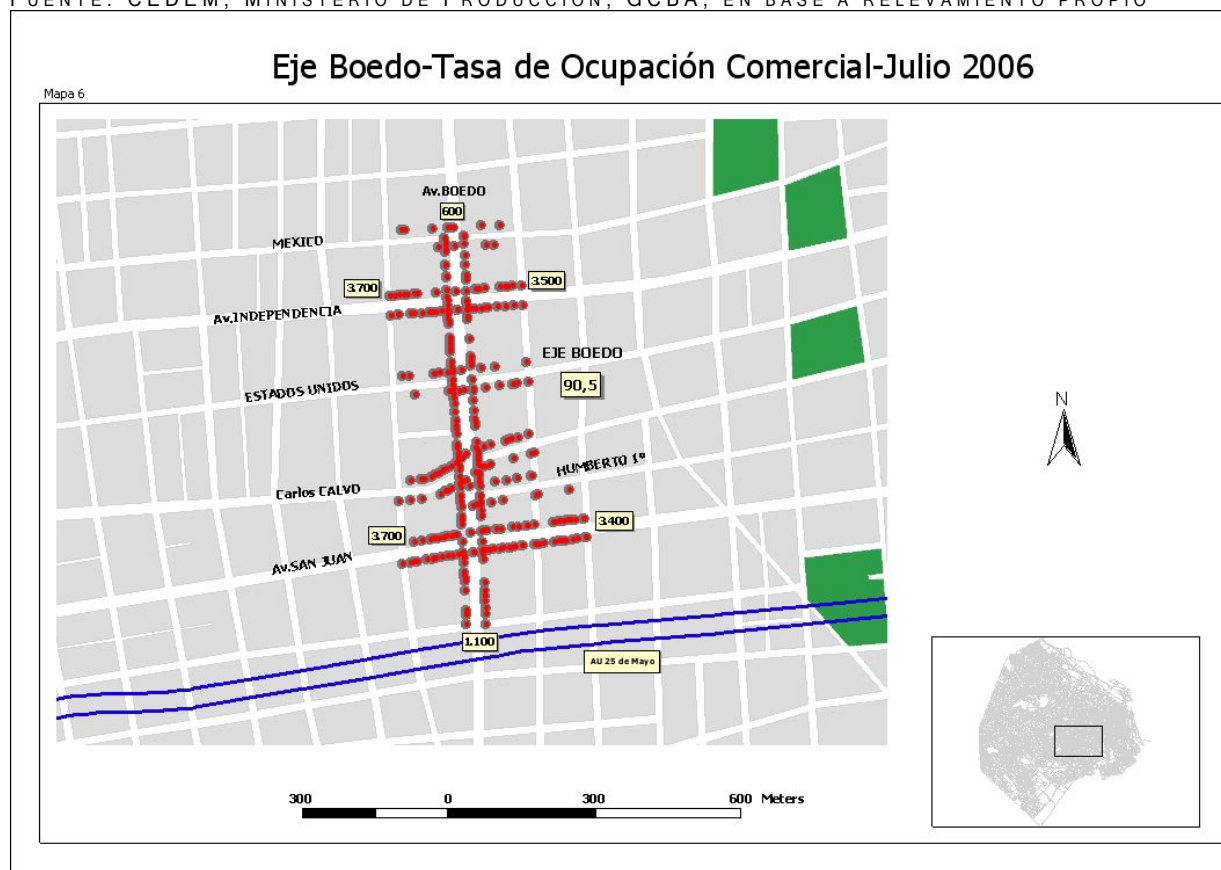 FUENTE: CEDEM, MINISTERIO DE PRODUCCIÓN, GCBA, EN BASE A RELEVAMIENTO PROPIO
Eje Boedo-Tasa de Ocupación Comercial-Julio 2006
Mapa 6
Av.BOEDO
600
MEXICO
3.700
3.500
Av.INDEPENDENCIA
EJE BOEDO
90,5
ESTADOS UNIDOS
HUMBERTO 1º
Carlos CALVO
3.700
3.400
Av.SAN JUAN
1.100
AU 25 de Mayo
N
300 0 300 600 Meters